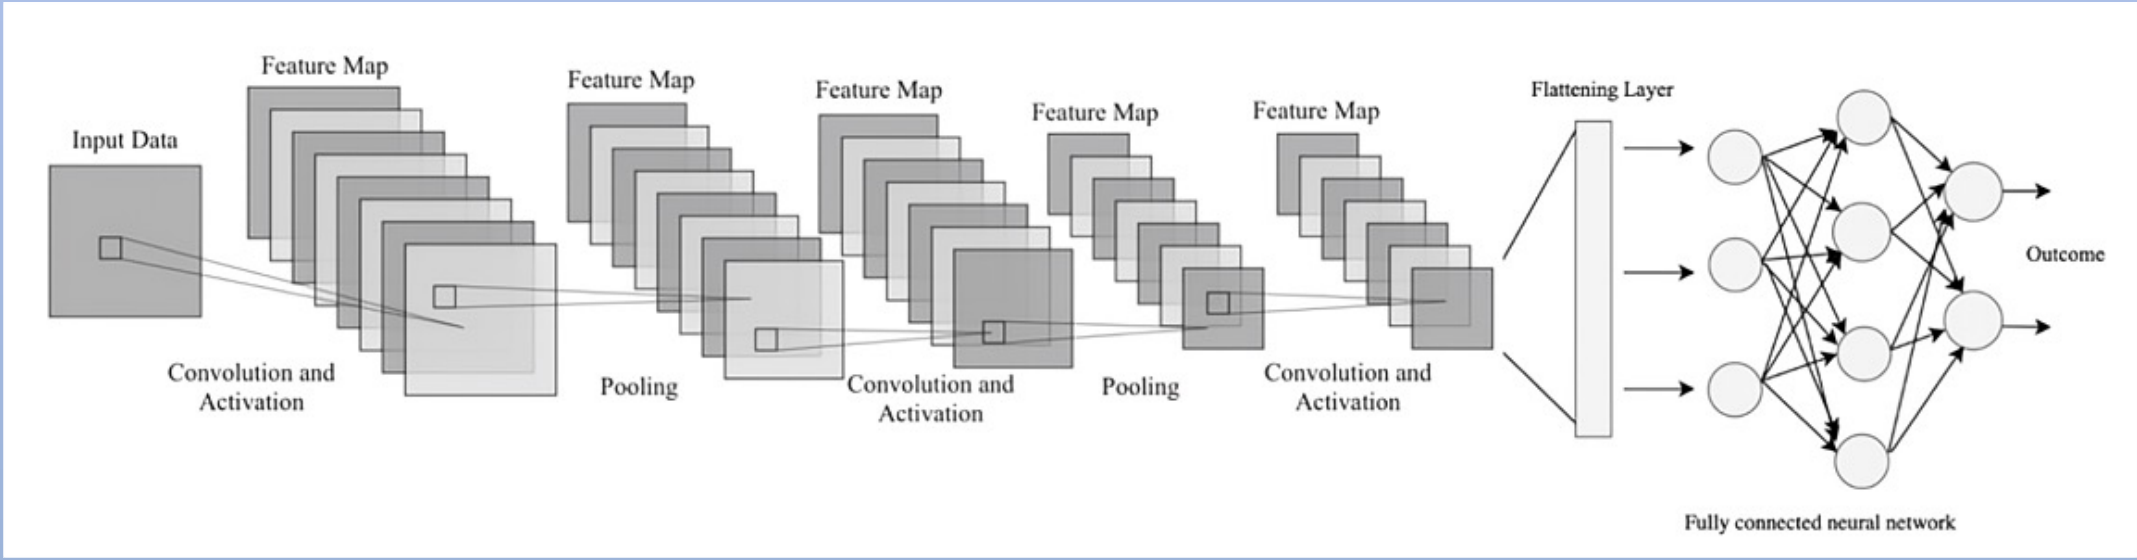 Input Data
Feature Map
Feature Map
Feature Map
Feature Map
Feature Map
Flattening Layer
Convolution and
Activation
Pooling
Convolution and
Activation
Pooling
Convolution and
Activation
Outcome
Fully connected neural network